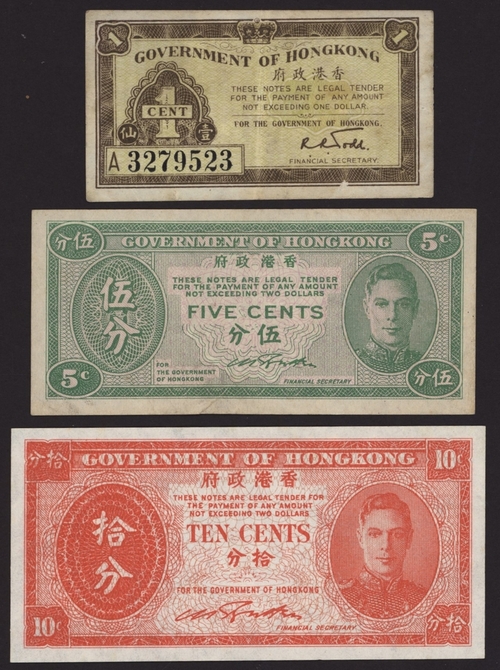 1 1
GOVERNMENT OF HONGKONG
府政港香
THESE NOTES ARE LEGAL TENDER
FOR THE PAYMENT OF ANY AMOUNT
NOT EXCEEDING ONE DOLLAR.
1
CENT
仙 壹
FOR THE GOVERNMENT OF HONGKONG.
R R Todd.
FINANCIAL SECRETARY.
A 3279523
分伍 GOVERNMENT OF HONGKONG 5c.
府政港香
THESE NOTES ARE LEGAL TENDER
FOR THE PAYMENT OF ANY AMOUNT
NOT EXCEEDING TWO DOLLARS
伍分
FIVE CENTS
分伍
FOR
THE GOVERNMENT
OF HONGKONG
FINANCIAL SECRETARY
5c 分伍
分拾 GOVERNMENT OF HONGKONG 10c
府政港香
THESE NOTES ARE LEGAL TENDER FOR
THE PAYMENT OF ANY AMOUNT
NOT EXCEEDING TWO DOLLARS
拾分
TEN CENTS
分拾
FOR THE GOVERNMENT OF HONGKONG
FINANCIAL SECRETARY
10c 分拾